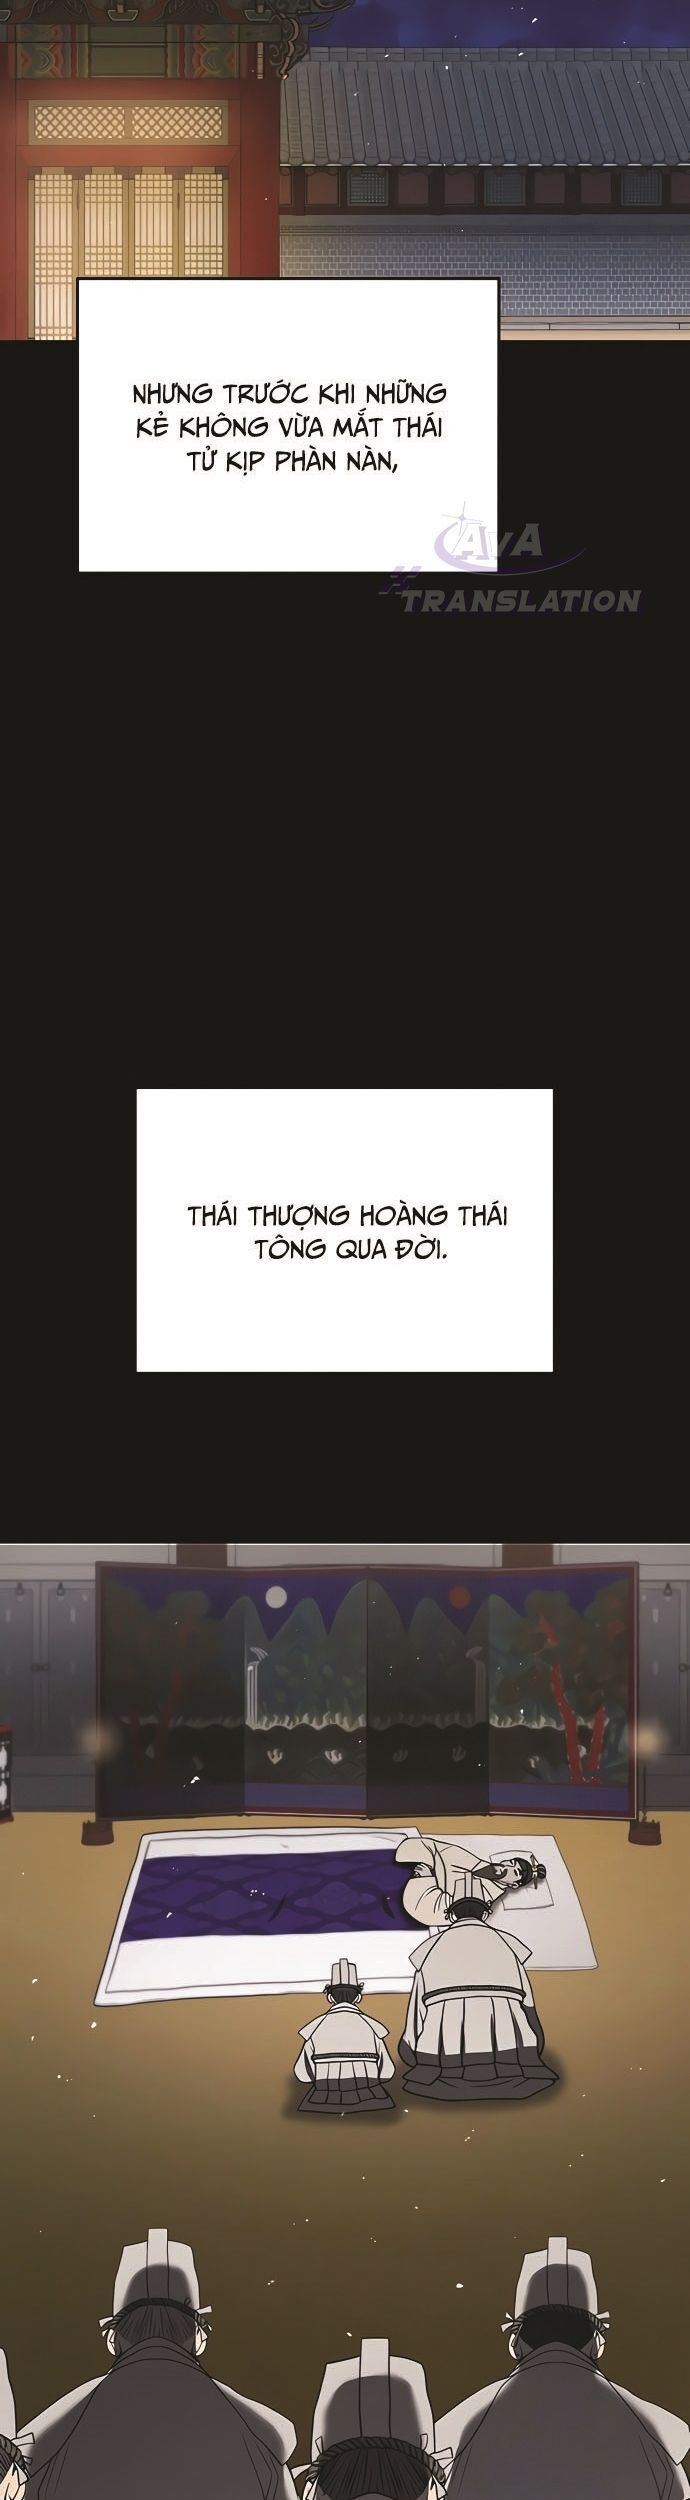 NHƯNG TRƯỚC KHI NHỮNG
KẺ KHÔNG VỪA MẮT THÁI
TỬ KỊP PHÀN NÀN,
AVA
TRANSLATION
THÁI THƯỢNG HOÀNG THÁI
TÔNG QUA ĐỜI.